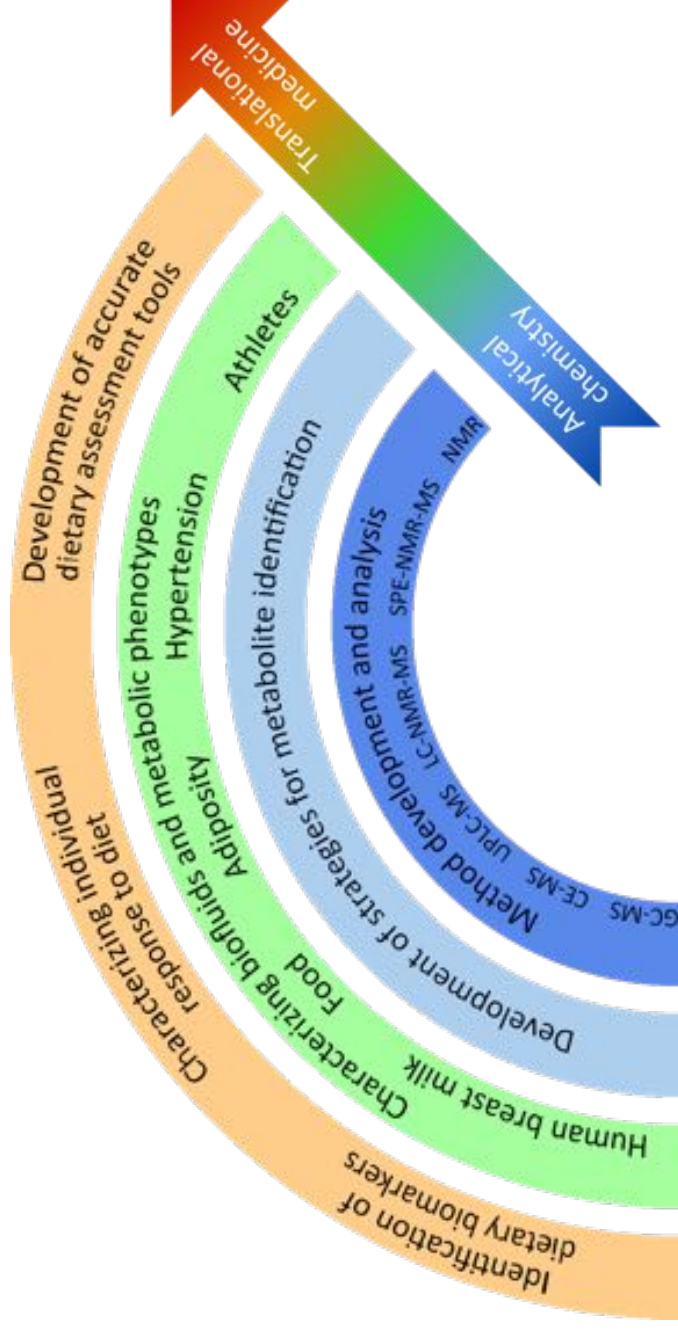 Translational
medicine
Analytical
chemistry
Identification of
dietary biomarkers
Characterizing individual
response to diet
Development of accurate
dietary assessment tools
Characterizing biofluids and metabolic phenotypes
Human breast milk
Food
Adiposity
Hypertension
Athletes
Development of strategies for metabolite identification
Method development and analysis
GC-MS
CE-MS
UPLC-MS
LC-NMR-MS
SPE-NMR-MS
NMR